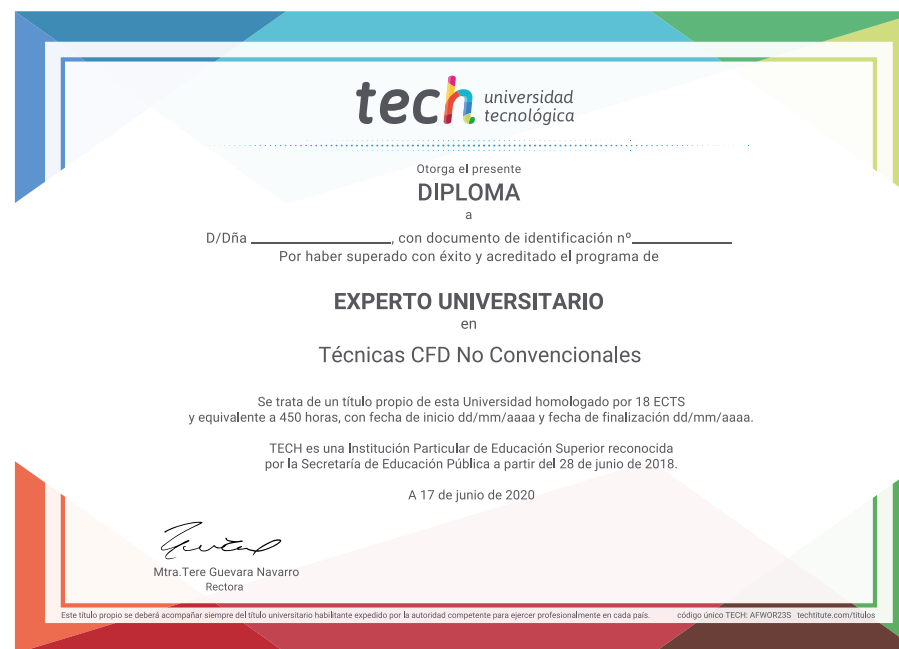 tech universidad
tecnológica
Otorga el presente
DIPLOMA
a
D/Dña ____________________, con documento de identificación nº______________
Por haber superado con éxito y acreditado el programa de
EXPERTO UNIVERSITARIO
en
Técnicas CFD No Convencionales
Se trata de un título propio de esta Universidad homologado por 18 ECTS
y equivalente a 450 horas, con fecha de inicio dd/mm/aaaa y fecha de finalización dd/mm/aaaa.
TECH es una Institución Particular de Educación Superior reconocida
por la Secretaría de Educación Pública a partir del 28 de junio de 2018.
A 17 de junio de 2020
Mtra.Tere Guevara Navarro
Rectora
Este título propio se deberá acompañar siempre del título universitario habilitante expedido por la autoridad competente para ejercer profesionalmente en cada país. código único TECH: AFWOR23S techtitute.com/titulos